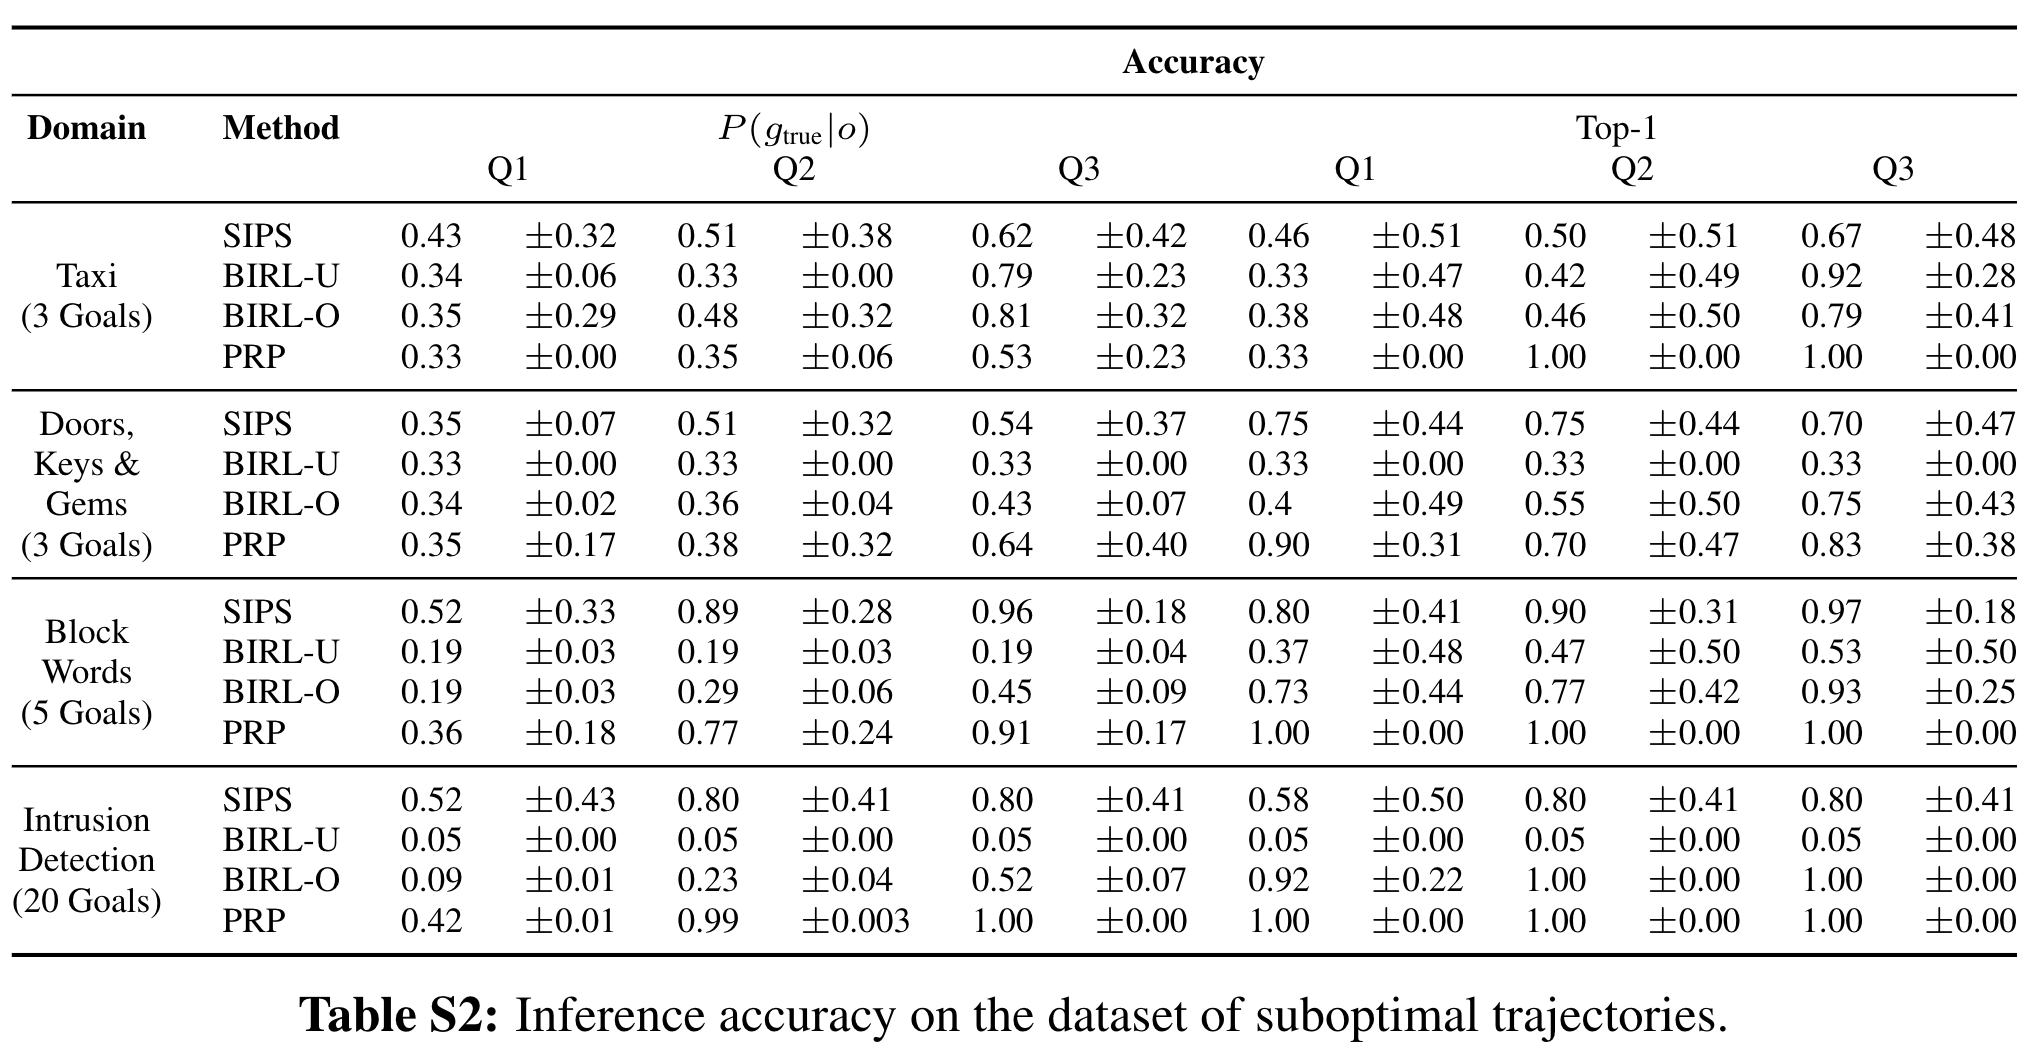 Accuracy
Domain Method P(g_true|o) Top-1
Q1 Q2 Q3 Q1 Q2 Q3
Taxi
(3 Goals)
SIPS 0.43 ±0.32 0.51 ±0.38 0.62 ±0.42 0.46 ±0.51 0.50 ±0.51 0.67 ±0.48
BIRL-U 0.34 ±0.06 0.33 ±0.00 0.79 ±0.23 0.33 ±0.47 0.42 ±0.49 0.92 ±0.28
BIRL-O 0.35 ±0.29 0.48 ±0.32 0.81 ±0.32 0.38 ±0.48 0.46 ±0.50 0.79 ±0.41
PRP 0.33 ±0.00 0.35 ±0.06 0.53 ±0.23 0.33 ±0.00 1.00 ±0.00 1.00 ±0.00
Doors,
Keys &
Gems
(3 Goals)
SIPS 0.35 ±0.07 0.51 ±0.32 0.54 ±0.37 0.75 ±0.44 0.75 ±0.44 0.70 ±0.47
BIRL-U 0.33 ±0.00 0.33 ±0.00 0.33 ±0.00 0.33 ±0.00 0.33 ±0.00 0.33 ±0.00
BIRL-O 0.34 ±0.02 0.36 ±0.04 0.43 ±0.07 0.4 ±0.49 0.55 ±0.50 0.75 ±0.43
PRP 0.35 ±0.17 0.38 ±0.32 0.64 ±0.40 0.90 ±0.31 0.70 ±0.47 0.83 ±0.38
Block
Words
(5 Goals)
SIPS 0.52 ±0.33 0.89 ±0.28 0.96 ±0.18 0.80 ±0.41 0.90 ±0.31 0.97 ±0.18
BIRL-U 0.19 ±0.03 0.19 ±0.03 0.19 ±0.04 0.37 ±0.48 0.47 ±0.50 0.53 ±0.50
BIRL-O 0.19 ±0.03 0.29 ±0.06 0.45 ±0.09 0.73 ±0.44 0.77 ±0.42 0.93 ±0.25
PRP 0.36 ±0.18 0.77 ±0.24 0.91 ±0.17 1.00 ±0.00 1.00 ±0.00 1.00 ±0.00
Intrusion
Detection
(20 Goals)
SIPS 0.52 ±0.43 0.80 ±0.41 0.80 ±0.41 0.58 ±0.50 0.80 ±0.41 0.80 ±0.41
BIRL-U 0.05 ±0.00 0.05 ±0.00 0.05 ±0.00 0.05 ±0.00 0.05 ±0.00 0.05 ±0.00
BIRL-O 0.09 ±0.01 0.23 ±0.04 0.52 ±0.07 0.92 ±0.22 1.00 ±0.00 1.00 ±0.00
PRP 0.42 ±0.01 0.99 ±0.003 1.00 ±0.00 1.00 ±0.00 1.00 ±0.00 1.00 ±0.00
Table S2: Inference accuracy on the dataset of suboptimal trajectories.